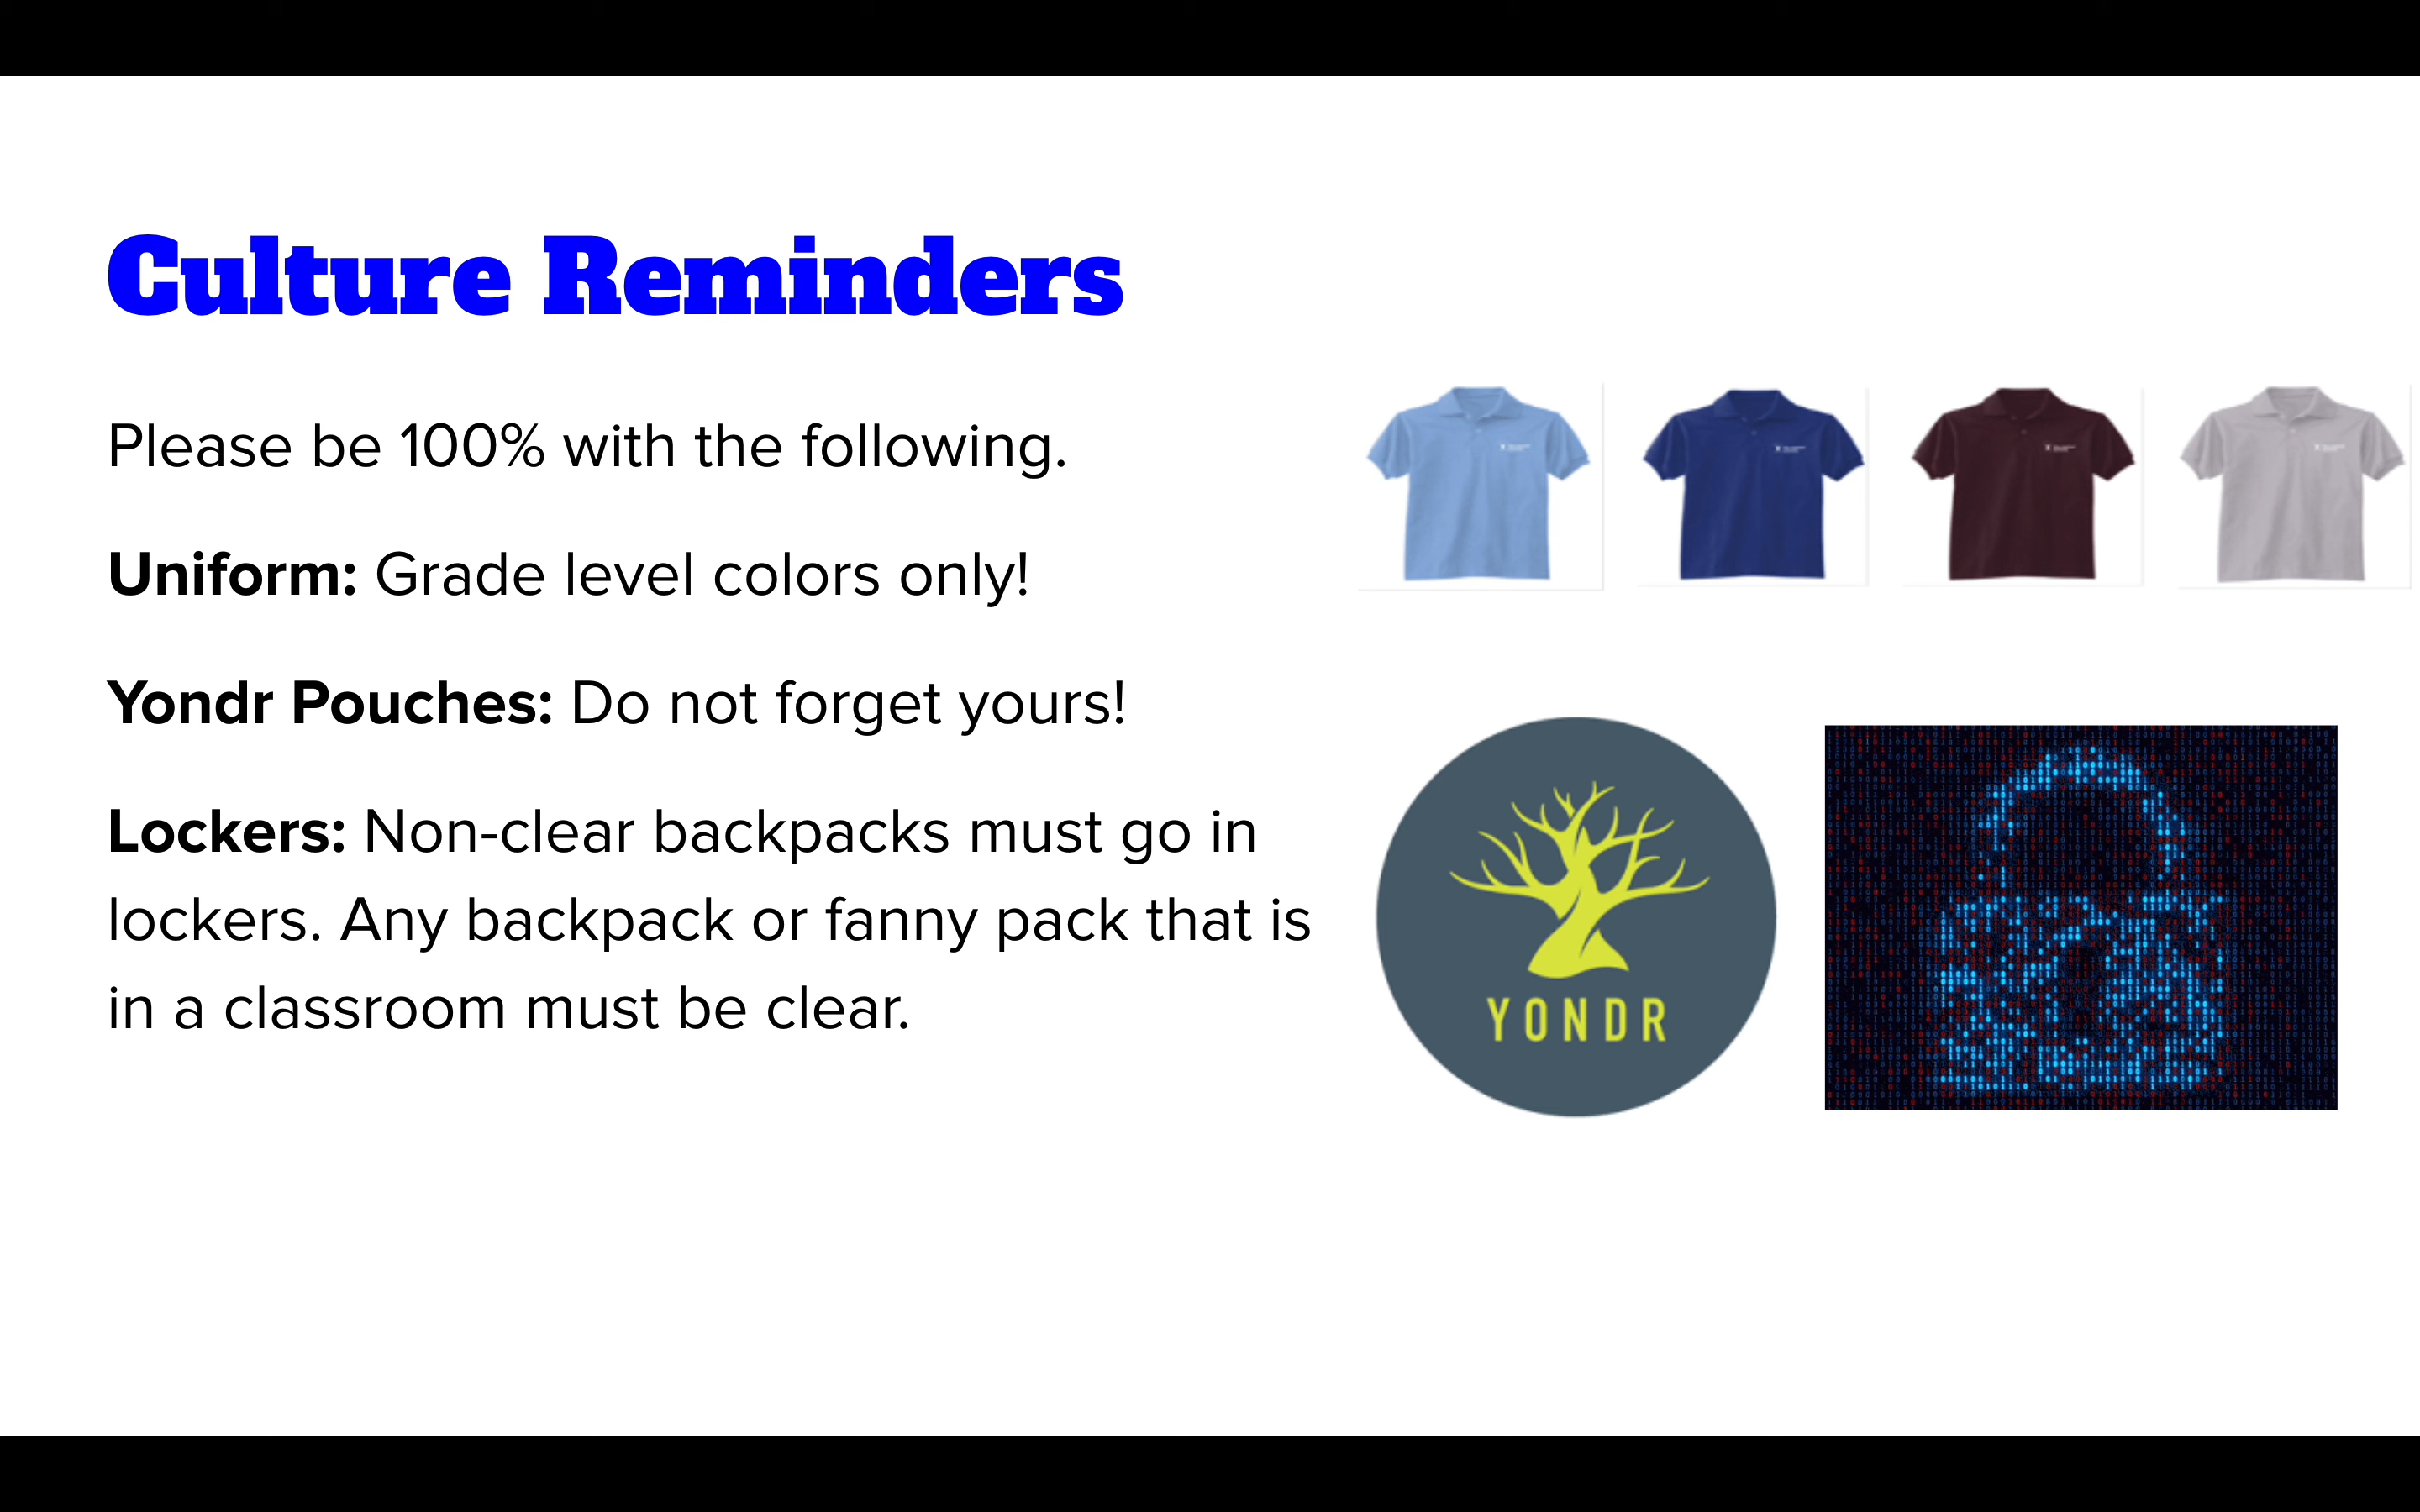 Culture Reminders
Please be 100% with the following.
Uniform: Grade level colors only!
Yondr Pouches: Do not forget yours!
Lockers: Non-clear backpacks must go in
lockers. Any backpack or fanny pack that is
in a classroom must be clear.
YONDR